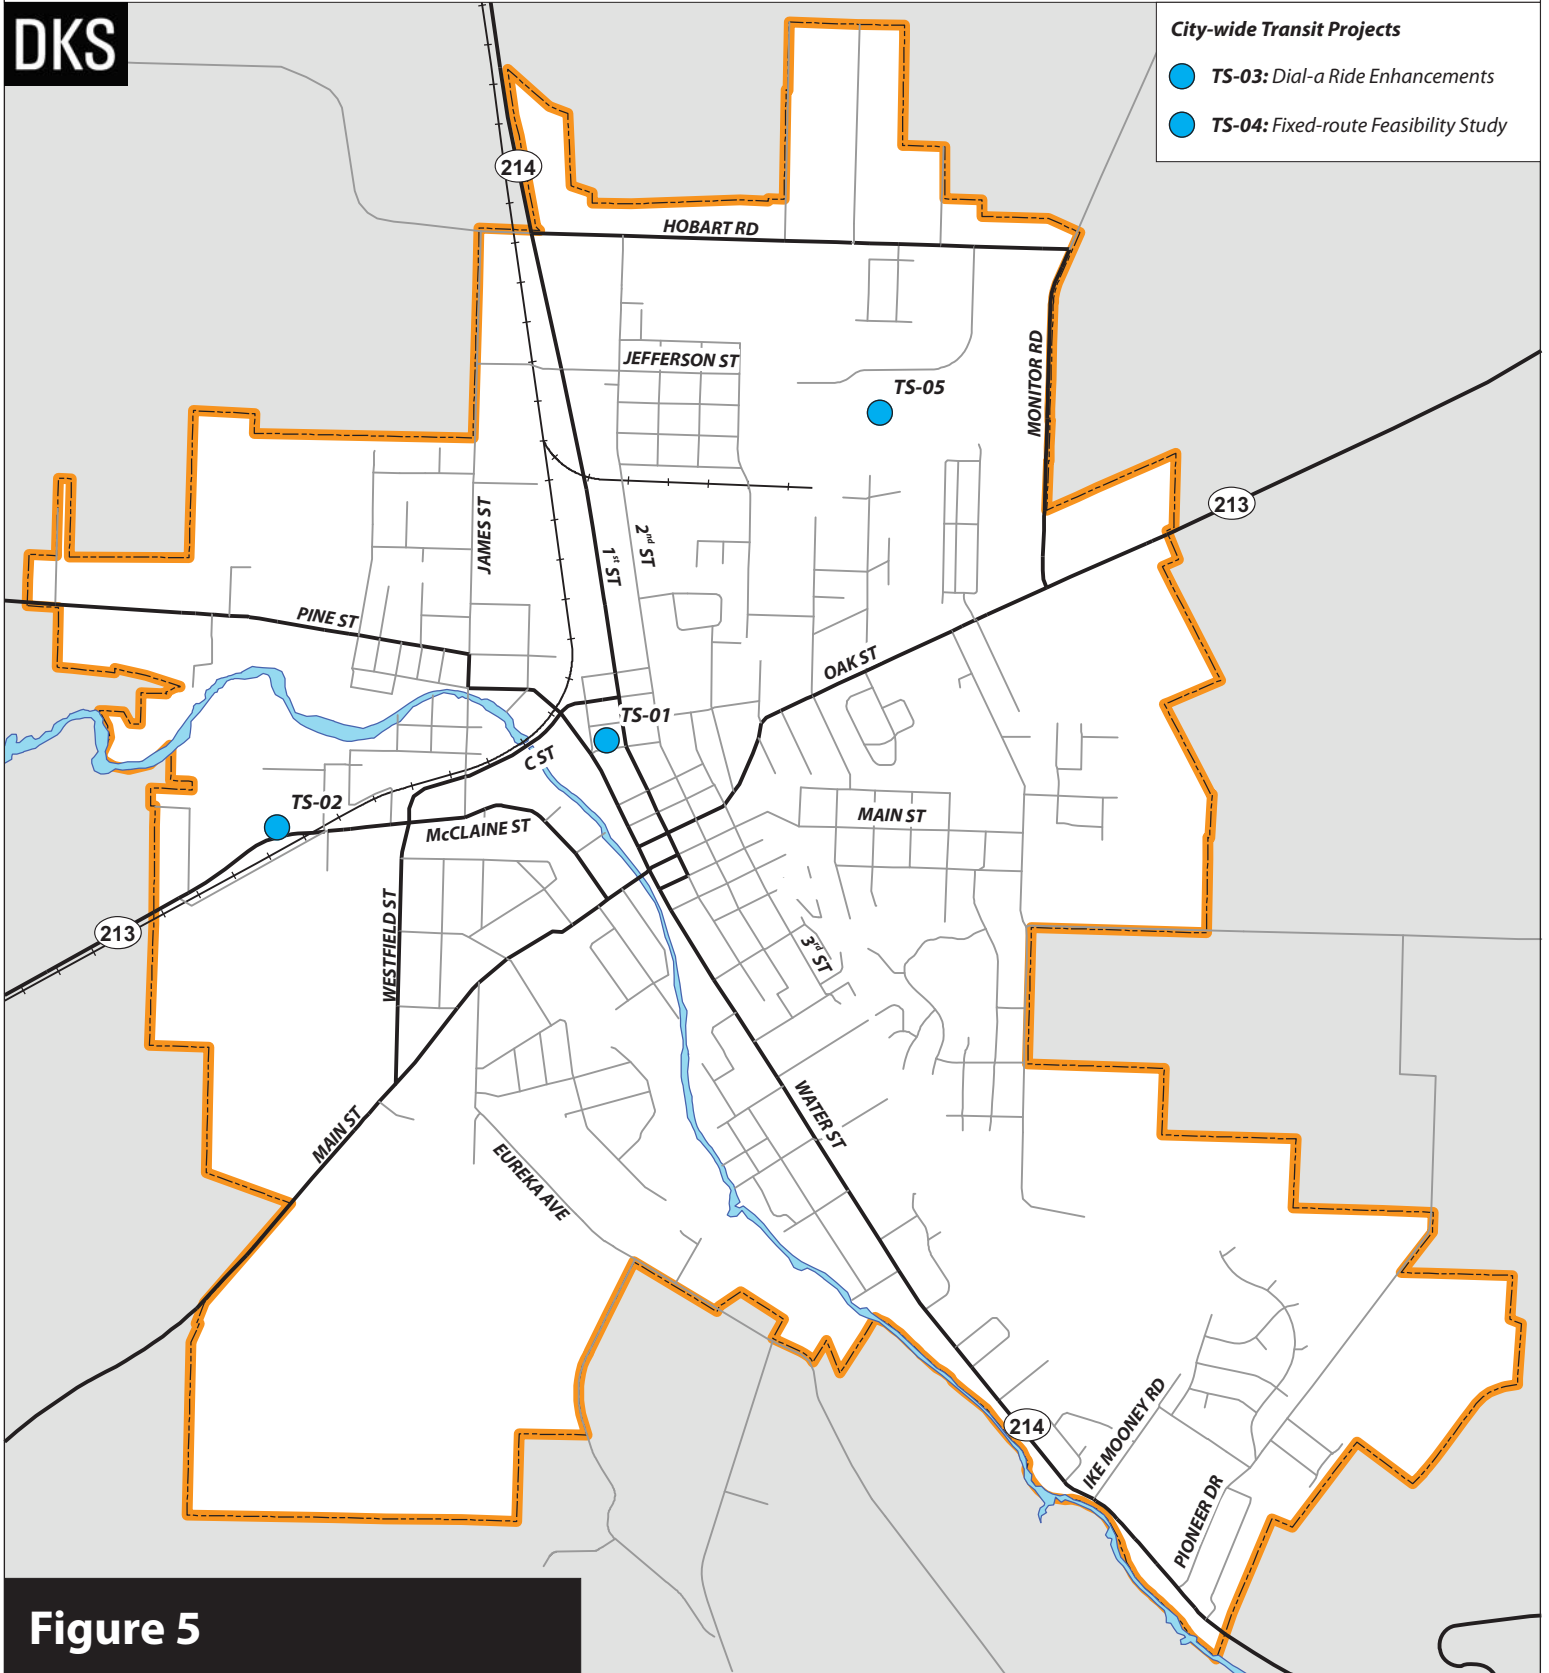 DKS
City-wide Transit Projects
TS-03: Dial-a Ride Enhancements
TS-04: Fixed-route Feasibility Study
214
HOBART RD
JEFFERSON ST
MONITOR RD
TS-05
213
JAMES ST
1st ST
2nd ST
PINE ST
OAK ST
TS-01
C ST
TS-02
McCLAINE ST
MAIN ST
WESTFIELD ST
213
3rd ST
WATER ST
MAIN ST
EUREKA AVE
214
IKE MOONEY RD
PIONEER DR
Figure 5